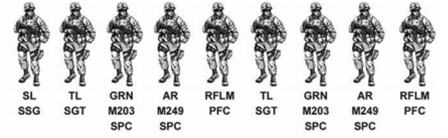 SL TL GRN AR RFLM TL GRN AR RFLM
SSG SGT M203 M249 PFC SGT M203 M249 PFC
SPC SPC SPC SPC